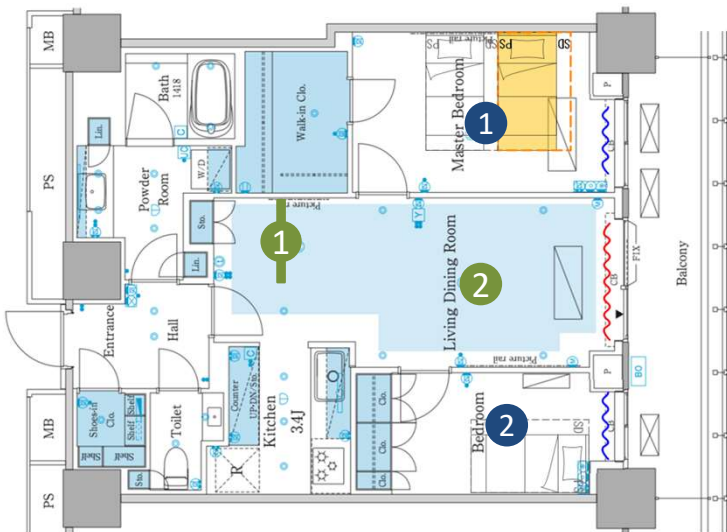 MB
PS
MB
PS
Bath
1418
Lin.
Walk-in Clo.
PS
SD
SD
PS
Picture rail
Master Bedroom
1
P
CB
W/D
C
Powder
Room
Sto.
Lin.
Picture rail
1
Y
Living Dining Room
2
FIX
CB
Balcony
Entrance
Hall
Picture rail
P
BO
Shoes-in
Clo.
Shelf
Shelf
Shelf
Shelf
Toilet
Sto.
Counter
UP-DN/Sto.
C
R
Kitchen
3.4J
Clo.
Clo.
Clo.
Bedroom
2
SD
CB